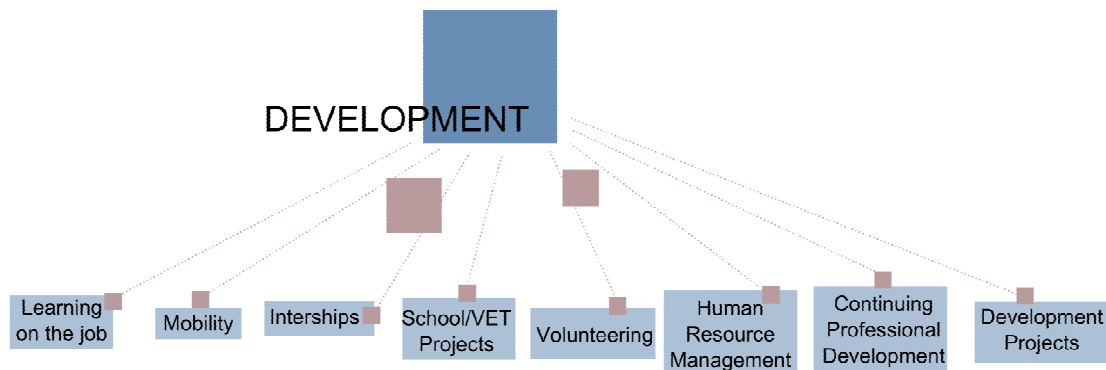 DEVELOPMENT
Learning
on the job
Mobility
Interships
School/VET
Projects
Volunteering
Human
Resource
Management
Continuing
Professional
Development
Development
Projects